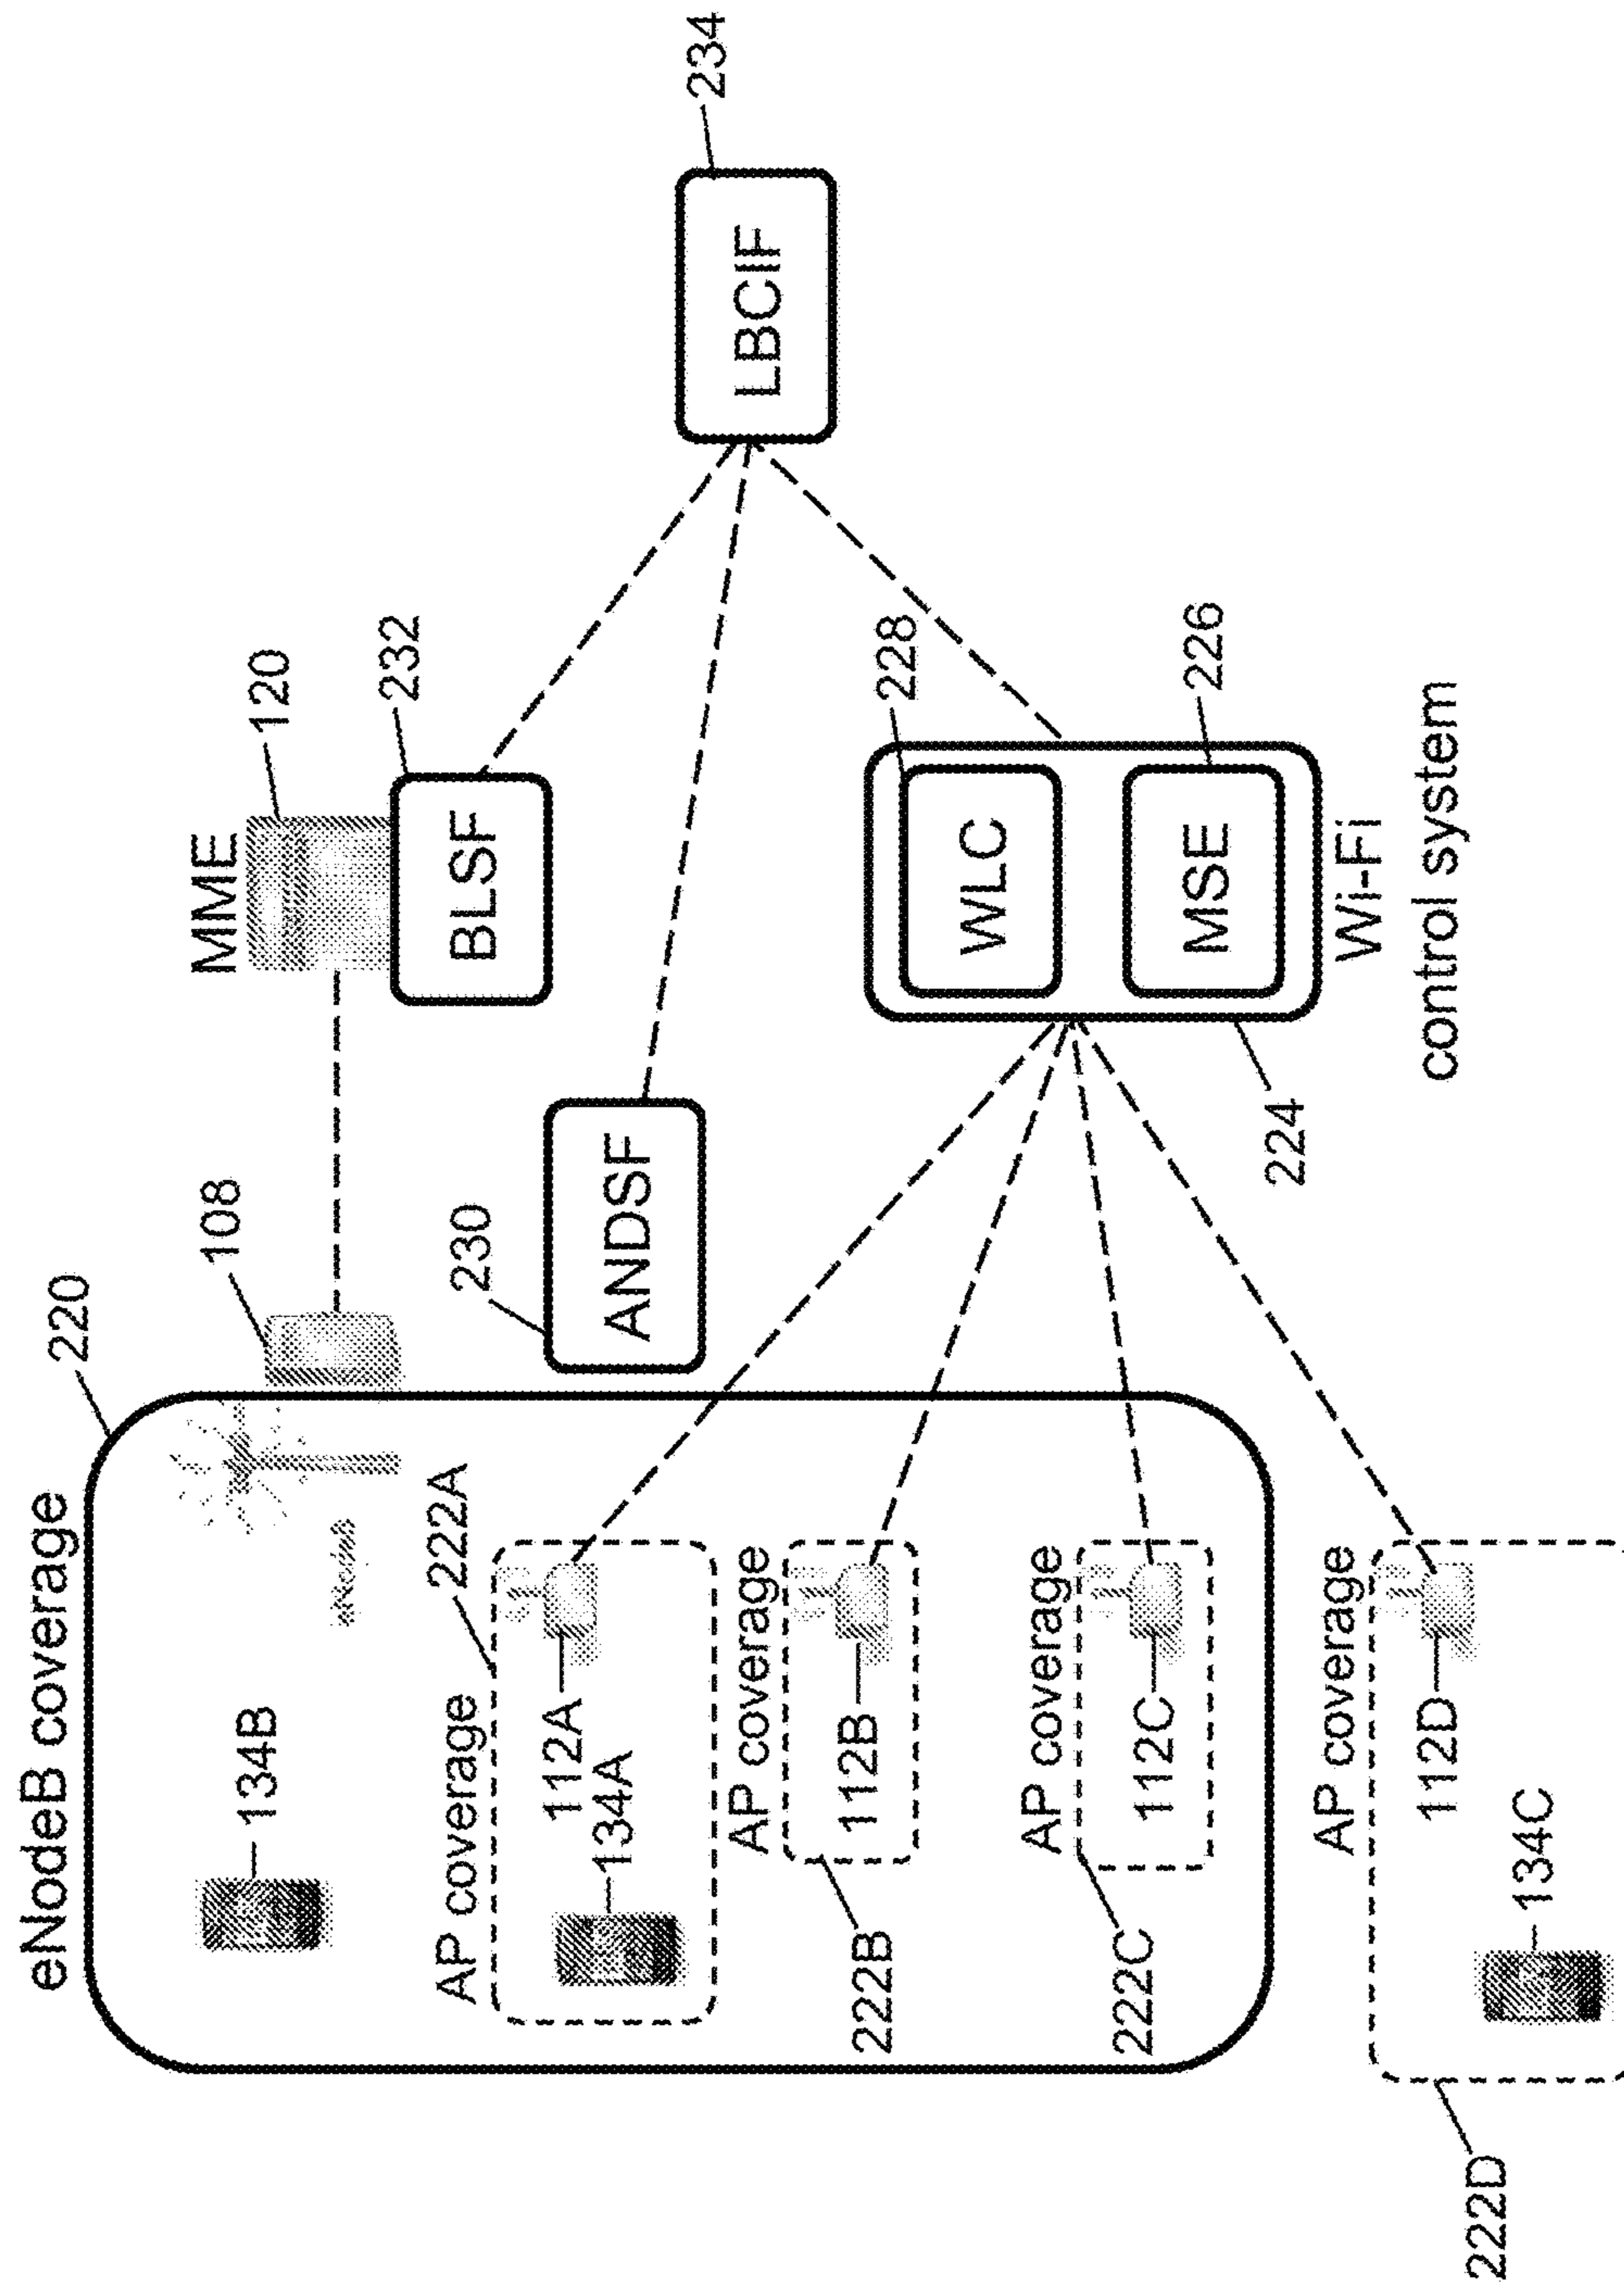 eNodeB coverage
220
134B
eNodeB
108
MME
120
BLSF
232
222A
AP coverage
112A
134A
230
ANDSF
LBCIF
234
AP coverage
112B
222B
AP coverage
112C
222C
WLC
228
MSE
226
Wi-Fi
control system
224
AP coverage
112D
134C
222D